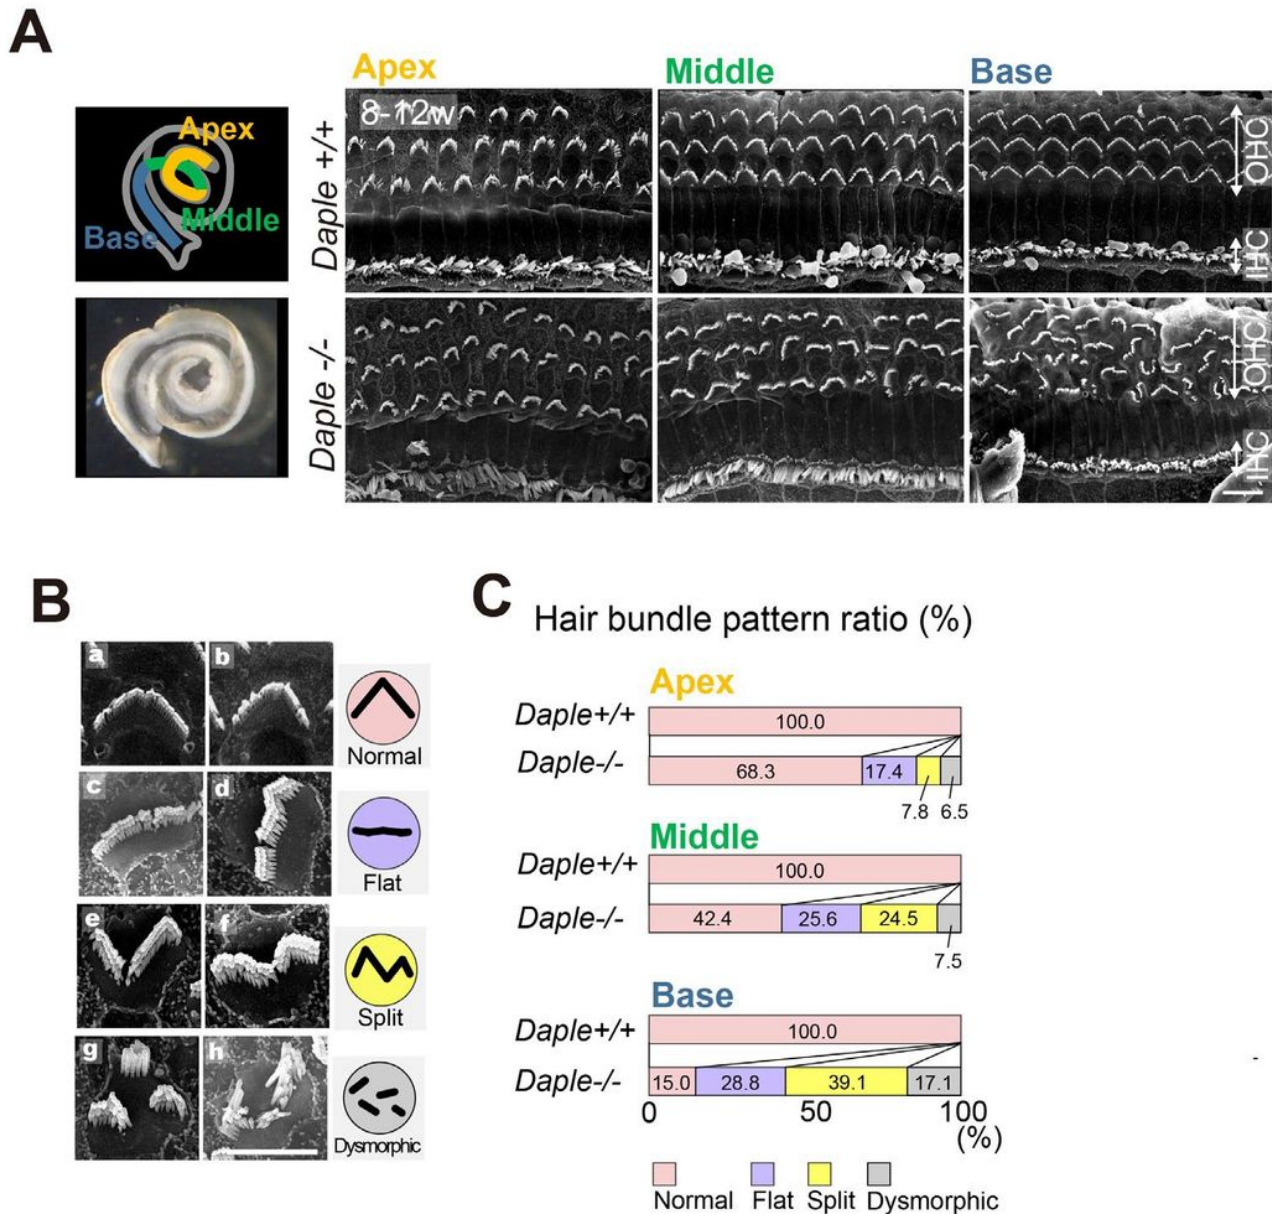 A
Apex
Middle
Base
Apex
Middle
Base
Daple +/+
8-12w
OHC
IHC
Daple -/-
OHC
IHC
B
a
b
Normal
c
d
Flat
e
f
Split
g
h
Dysmorphic
C
Hair bundle pattern ratio (%)
Apex
Daple+/+
100.0
Daple-/-
68.3
17.4
7.8
6.5
Middle
Daple+/+
100.0
Daple-/-
42.4
25.6
24.5
7.5
Base
Daple+/+
100.0
Daple-/-
15.0
28.8
39.1
17.1
0
50
100
(%)
Normal
Flat
Split
Dysmorphic